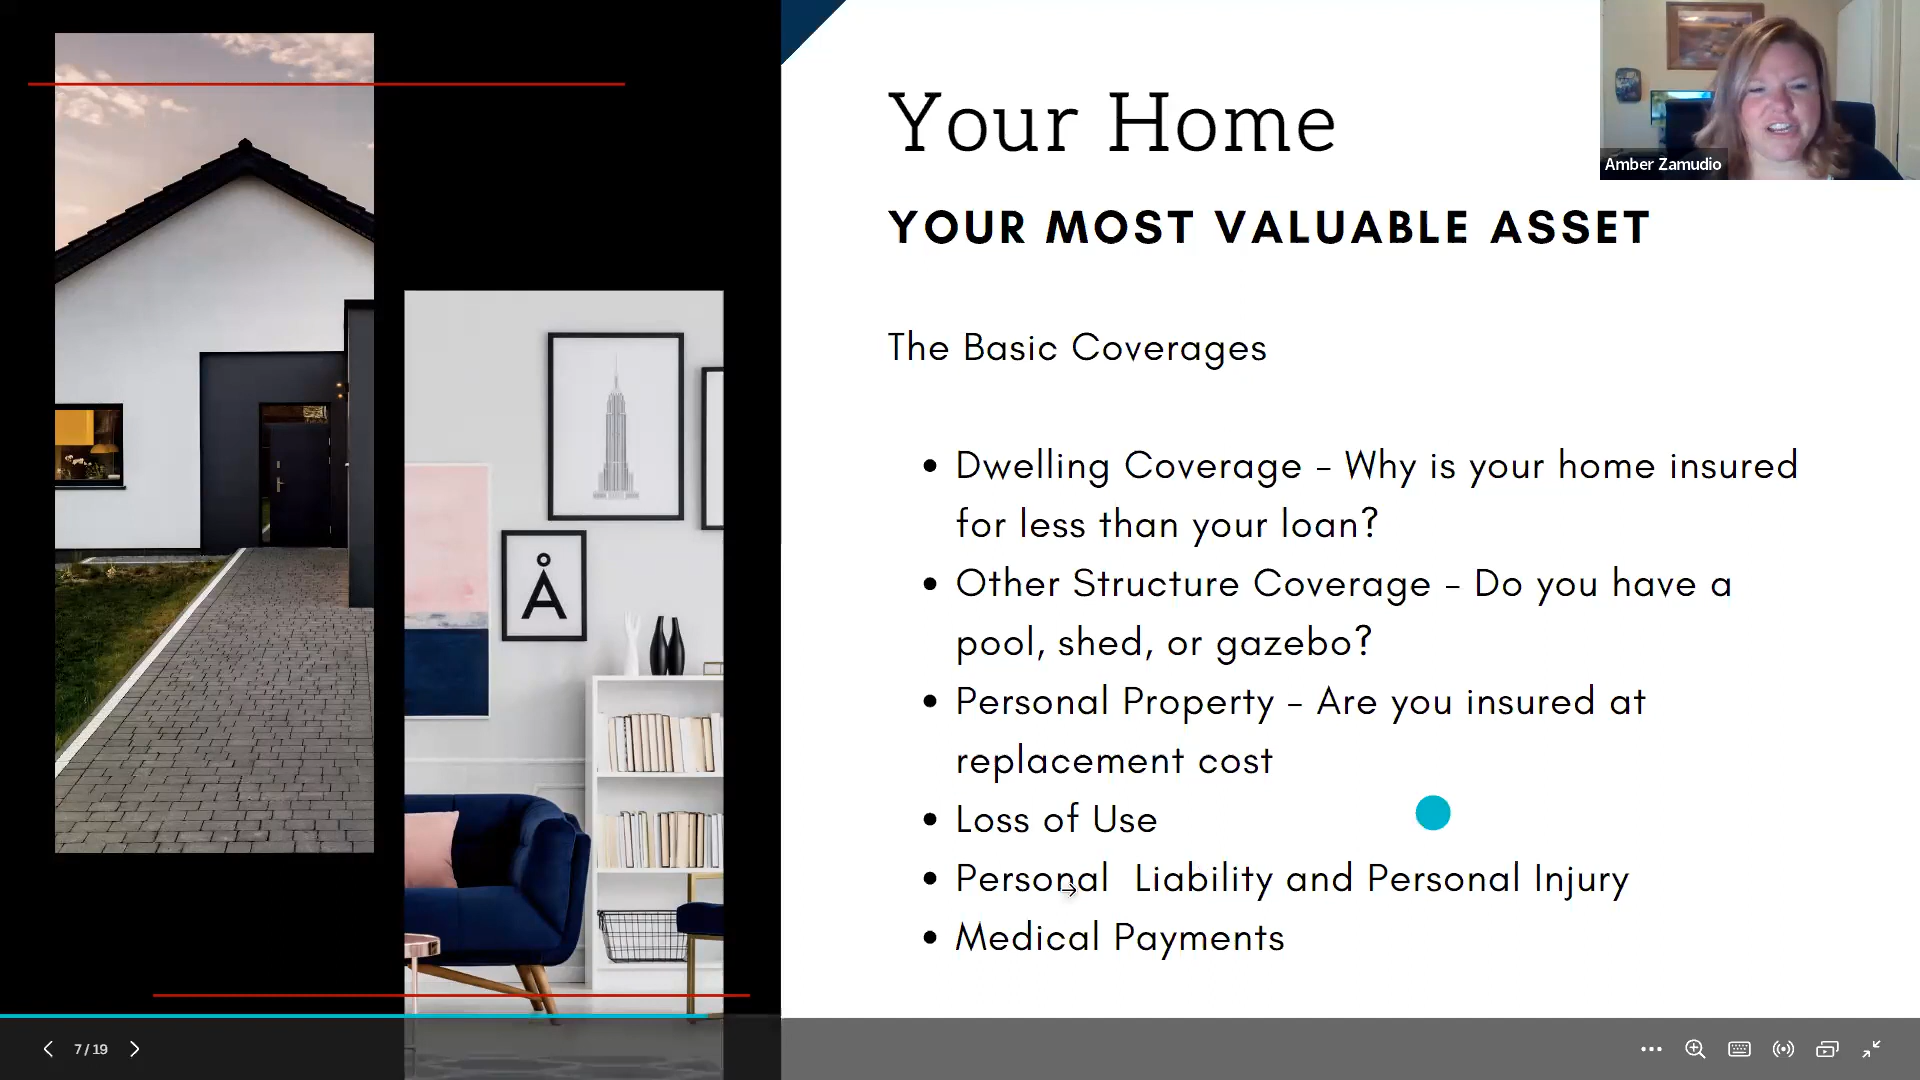 Your Home
Amber Zamudio
YOUR MOST VALUABLE ASSET
The Basic Coverages
• Dwelling Coverage - Why is your home insured
for less than your loan?
• Other Structure Coverage - Do you have a
pool, shed, or gazebo?
• Personal Property - Are you insured at
replacement cost
• Loss of Use
• Personal Liability and Personal Injury
• Medical Payments
Å
7 / 19